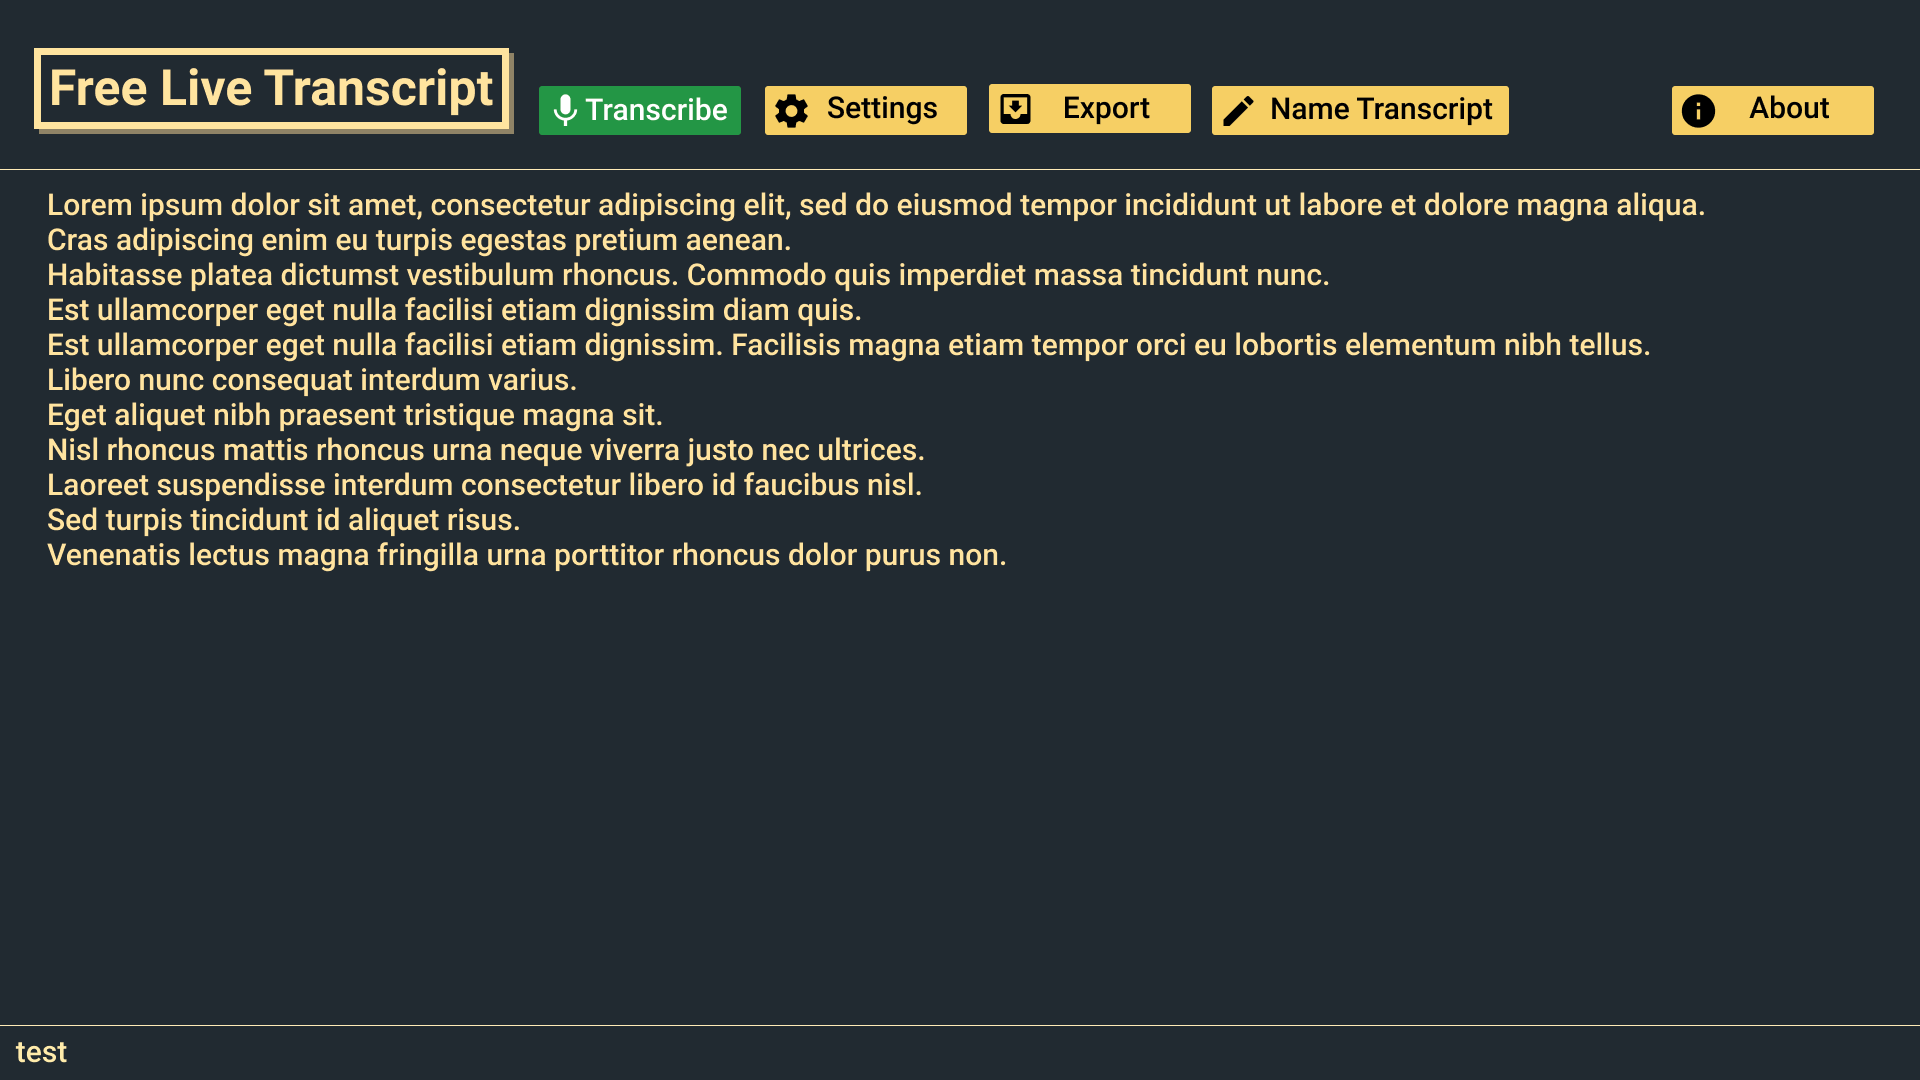 Free Live Transcript
Transcribe
Settings
Export
Name Transcript
About
Lorem ipsum dolor sit amet, consectetur adipiscing elit, sed do eiusmod tempor incididunt ut labore et dolore magna aliqua.
Cras adipiscing enim eu turpis egestas pretium aenean.
Habitasse platea dictumst vestibulum rhoncus. Commodo quis imperdiet massa tincidunt nunc.
Est ullamcorper eget nulla facilisi etiam dignissim diam quis.
Est ullamcorper eget nulla facilisi etiam dignissim. Facilisis magna etiam tempor orci eu lobortis elementum nibh tellus.
Libero nunc consequat interdum varius.
Eget aliquet nibh praesent tristique magna sit.
Nisl rhoncus mattis rhoncus urna neque viverra justo nec ultrices.
Laoreet suspendisse interdum consectetur libero id faucibus nisl.
Sed turpis tincidunt id aliquet risus.
Venenatis lectus magna fringilla urna porttitor rhoncus dolor purus non.
test